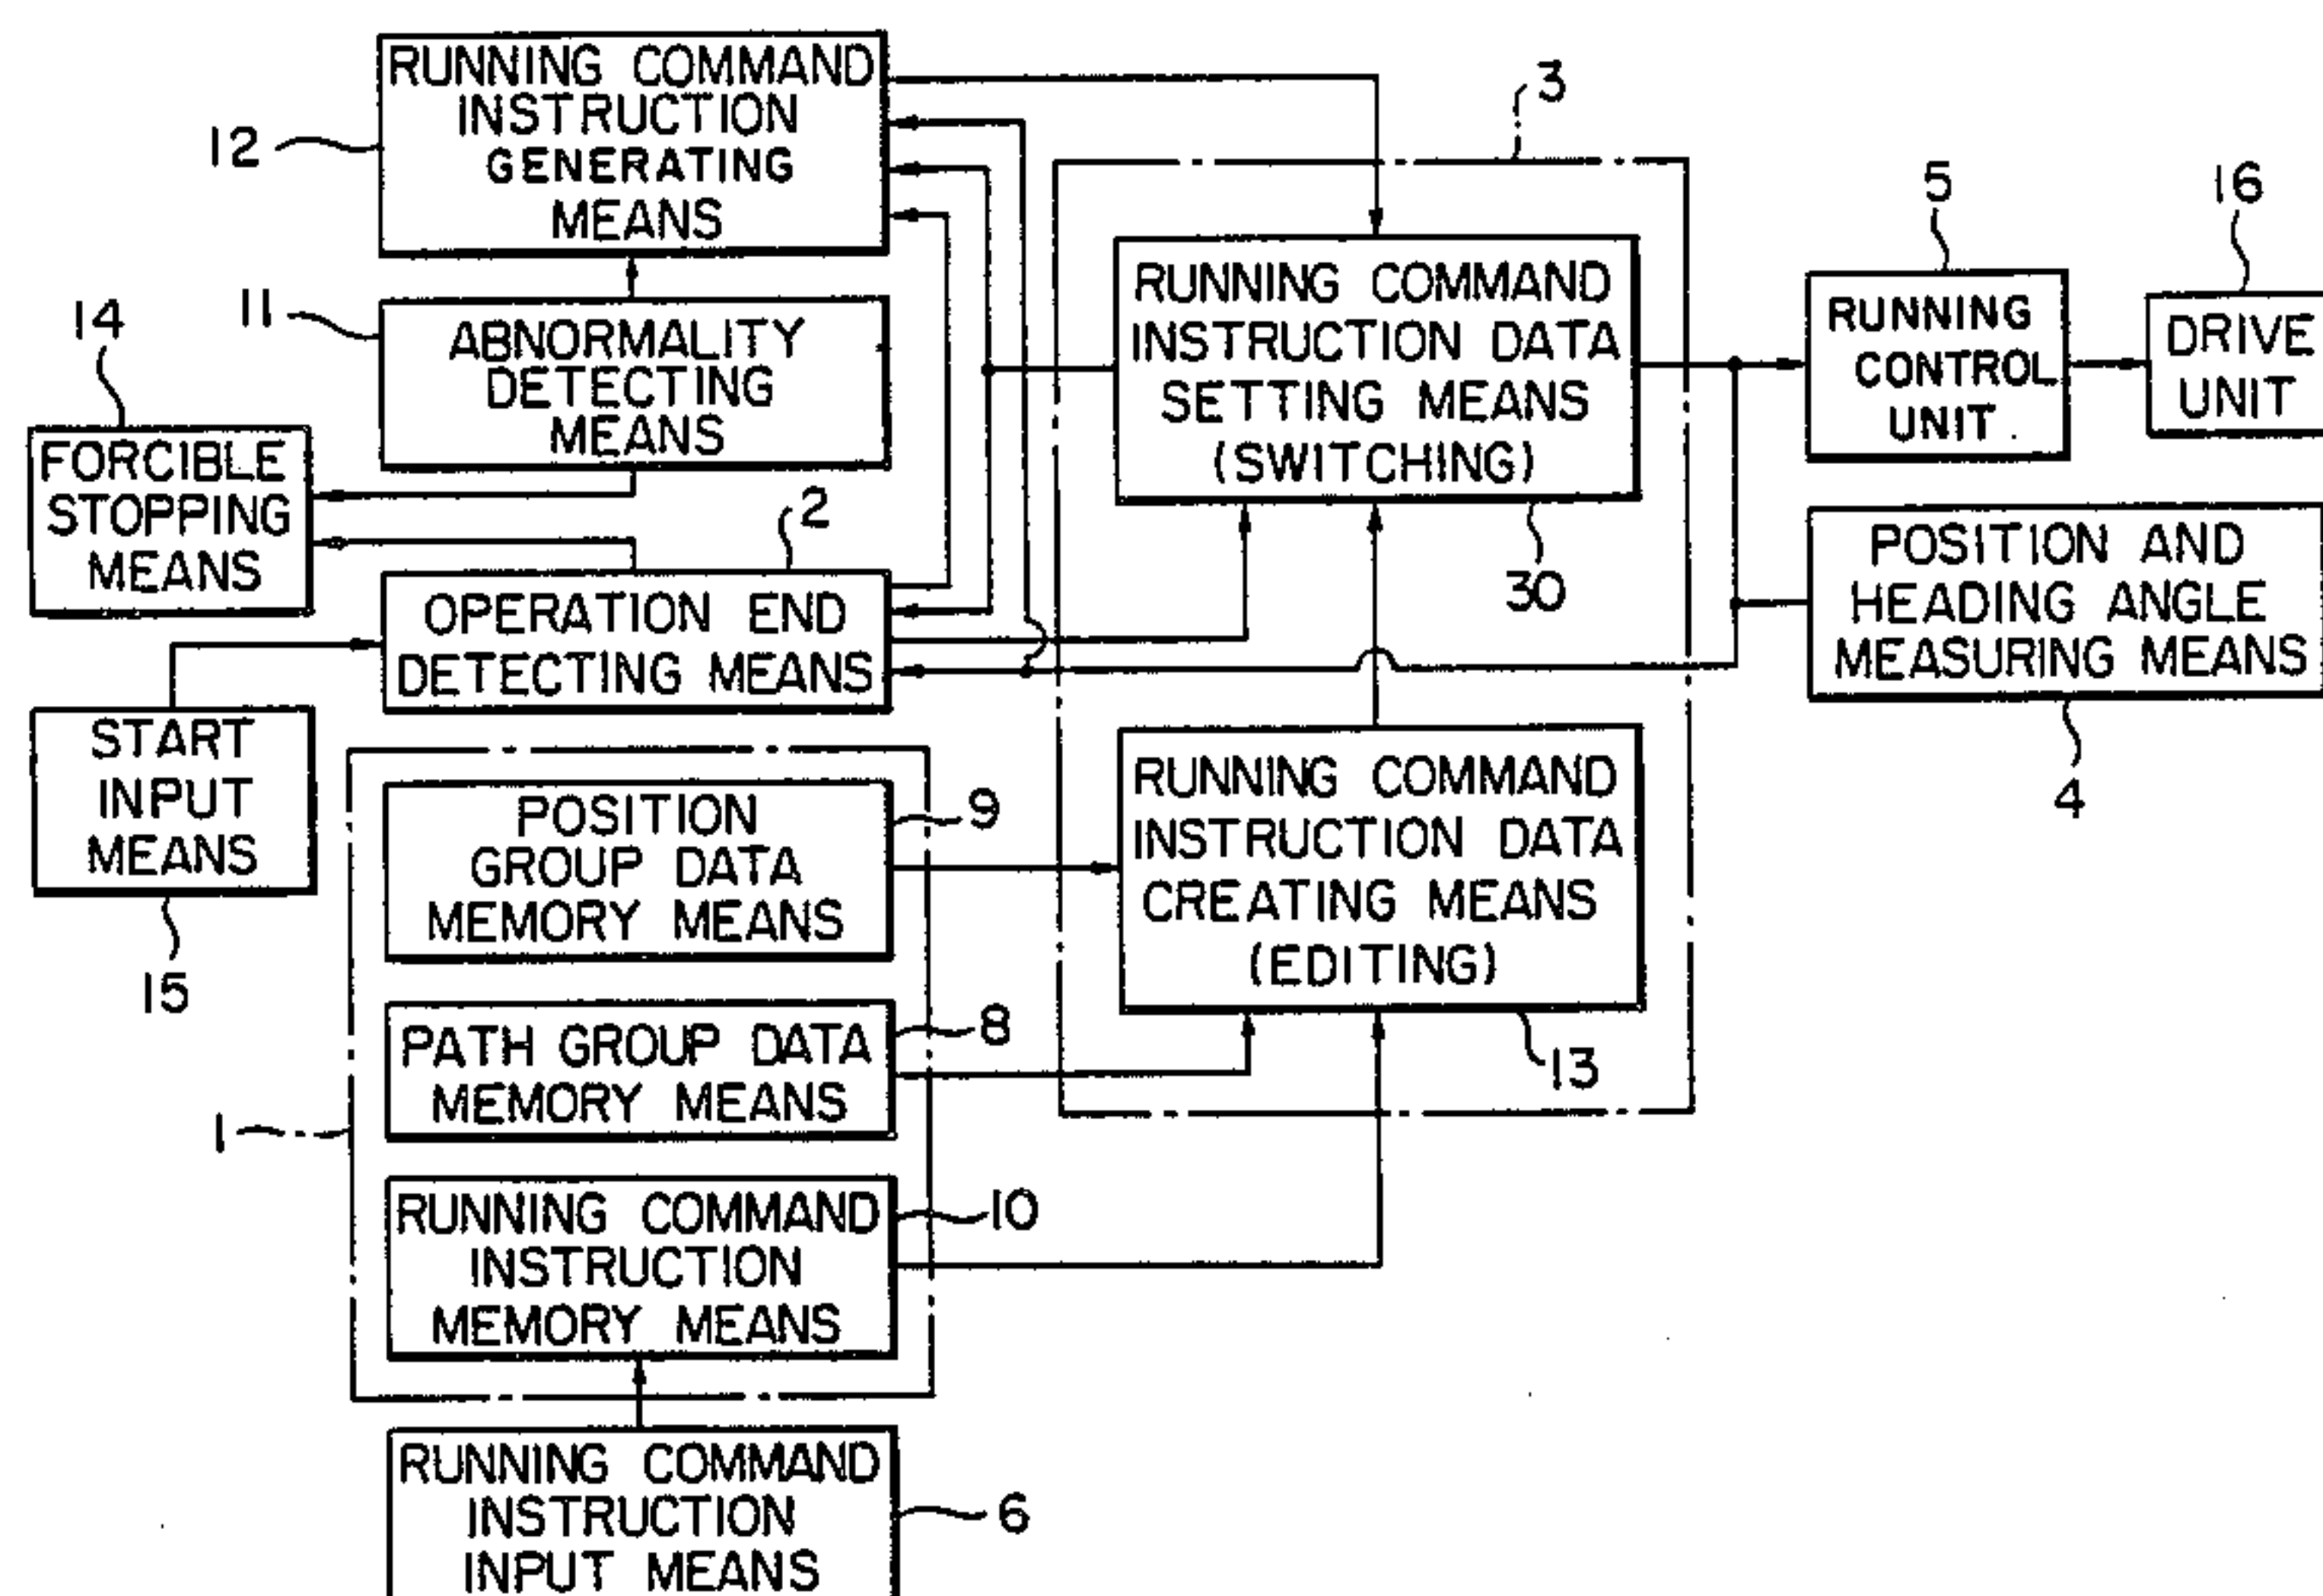 RUNNING COMMAND
INSTRUCTION
GENERATING
MEANS
12
3
5
16
14
11
ABNORMALITY
DETECTING
MEANS
RUNNING COMMAND
INSTRUCTION DATA
SETTING MEANS
(SWITCHING)
30
RUNNING
CONTROL
UNIT
DRIVE
UNIT
FORCIBLE
STOPPING
MEANS
2
OPERATION END
DETECTING MEANS
POSITION AND
HEADING ANGLE
MEASURING MEANS
4
START
INPUT
MEANS
15
POSITION
GROUP DATA
MEMORY MEANS
9
RUNNING COMMAND
INSTRUCTION DATA
CREATING MEANS
(EDITING)
13
PATH GROUP DATA
MEMORY MEANS
8
1
RUNNING COMMAND
INSTRUCTION
MEMORY MEANS
10
RUNNING COMMAND
INSTRUCTION
INPUT MEANS
6